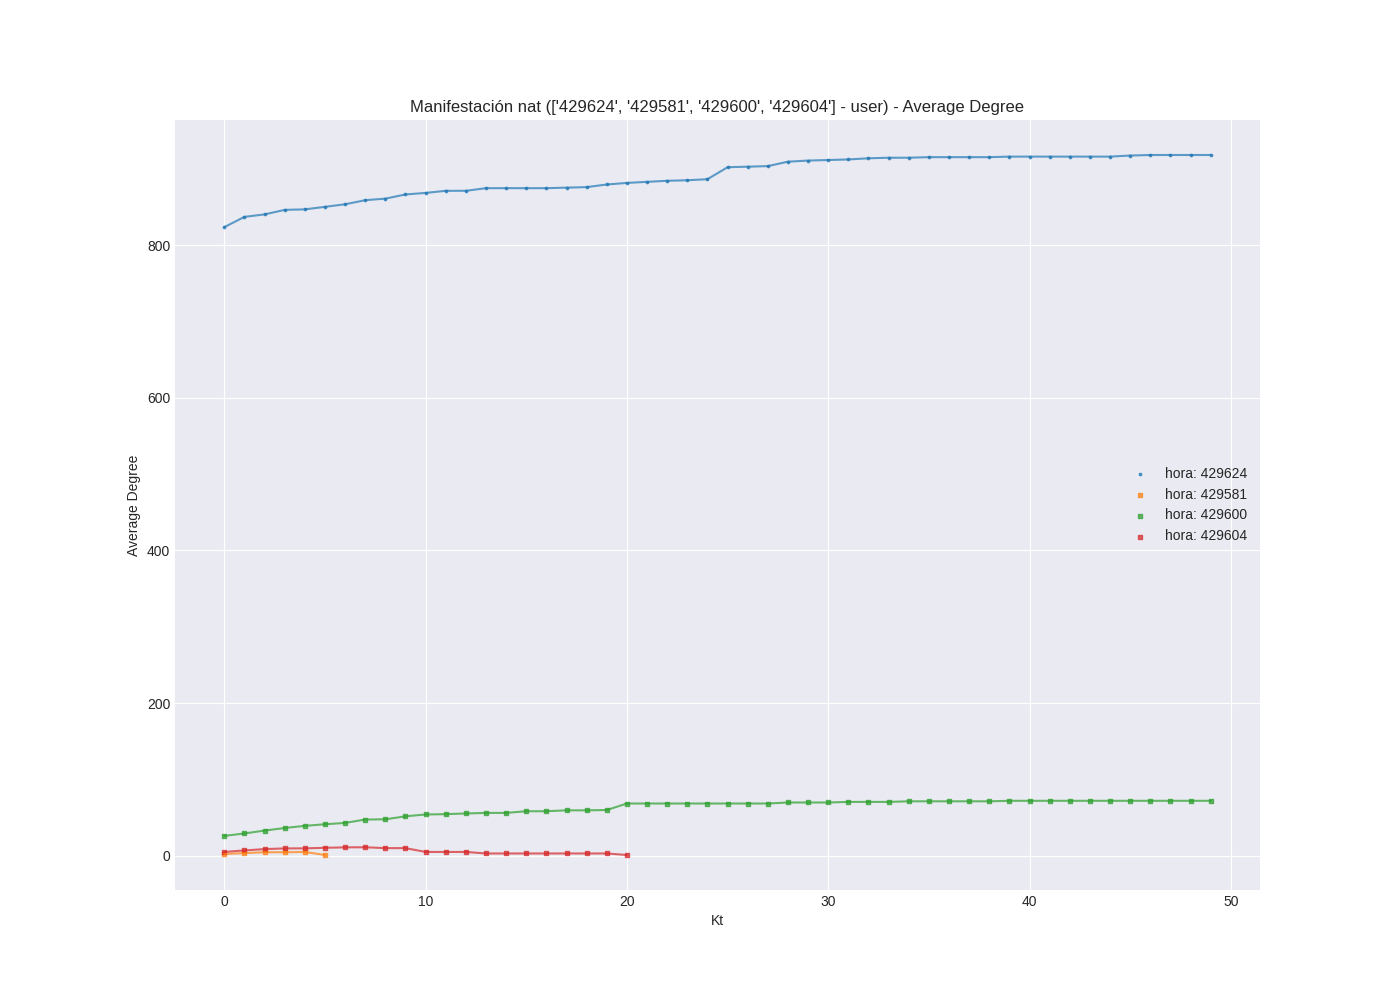 Manifestación nat (['429624', '429581', '429600', '429604'] - user) - Average Degree
Average Degree
800
600
400
200
0
hora: 429624
hora: 429581
hora: 429600
hora: 429604
0 10 20 30 40 50
Kt